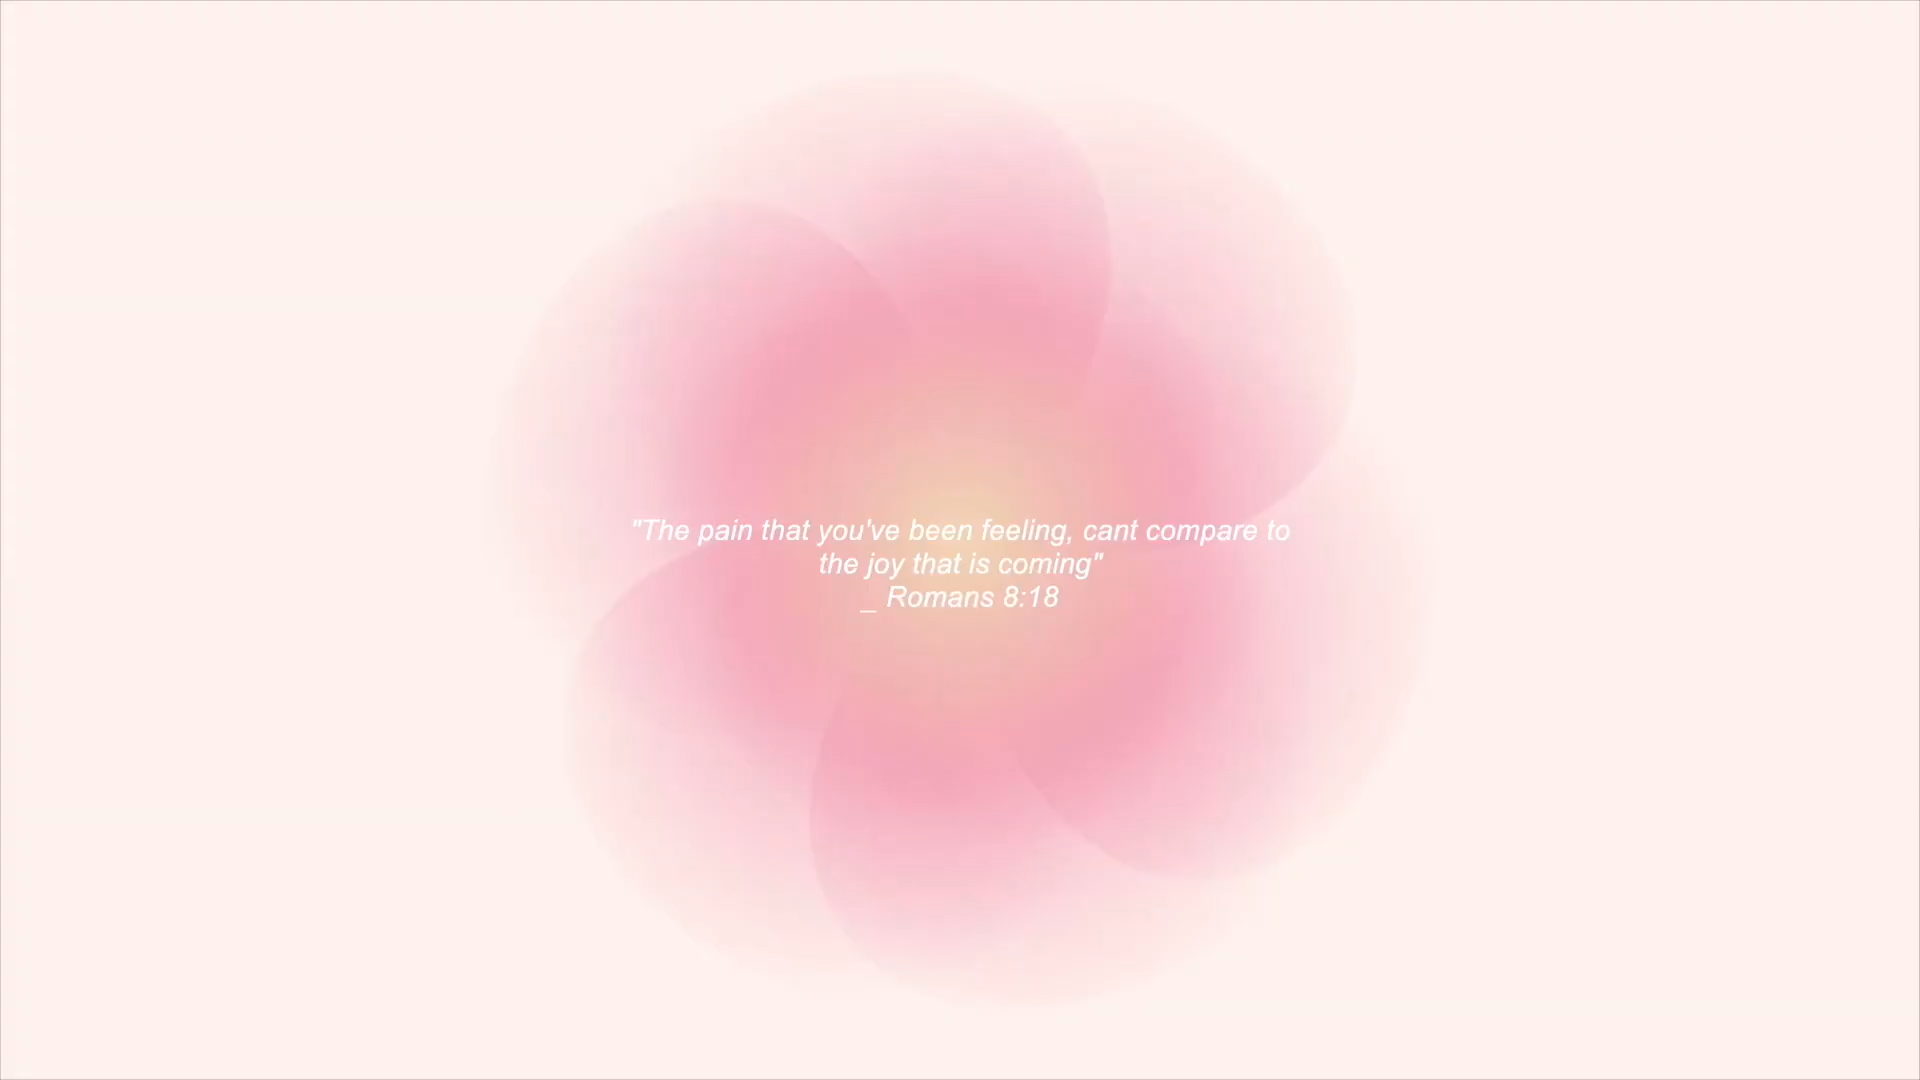 "The pain that you've been feeling, cant compare to
the joy that is coming"
_ Romans 8:18